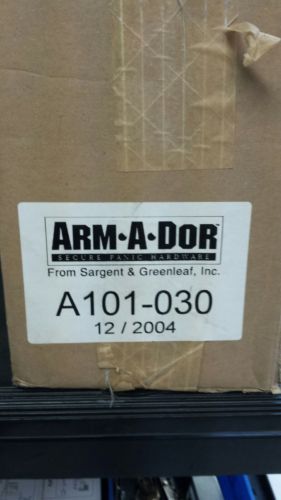 ARM•A•DOR
SECURE PANIC HARDWARE
From Sargent & Greenleaf, Inc.
A101-030
12 / 2004